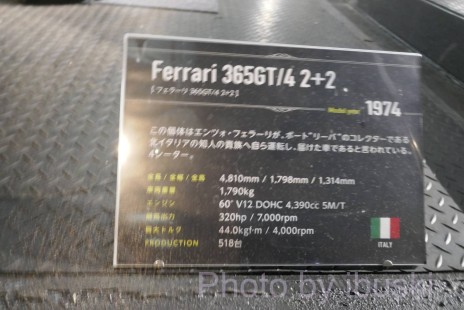 Ferrari 365GT/4 2+2
[ フェラーリ 365GT/4 2+2 ]
Model year 1974
この個体はエンツォ・フェラーリが、ボート"リーバ"のコレクターである
北イタリアの知人の貴族へ自ら運転し、届けた車であると言われている。
4シーター。
全長 / 全幅 / 全高 4,810mm / 1,798mm / 1,314mm
車両重量 1,790kg
エンジン 60° V12 DOHC 4,390cc 5M/T
最高出力 320hp / 7,000rpm
最大トルク 44.0kgf·m / 4,000rpm
PRODUCTION 518台
ITALY
Photo by